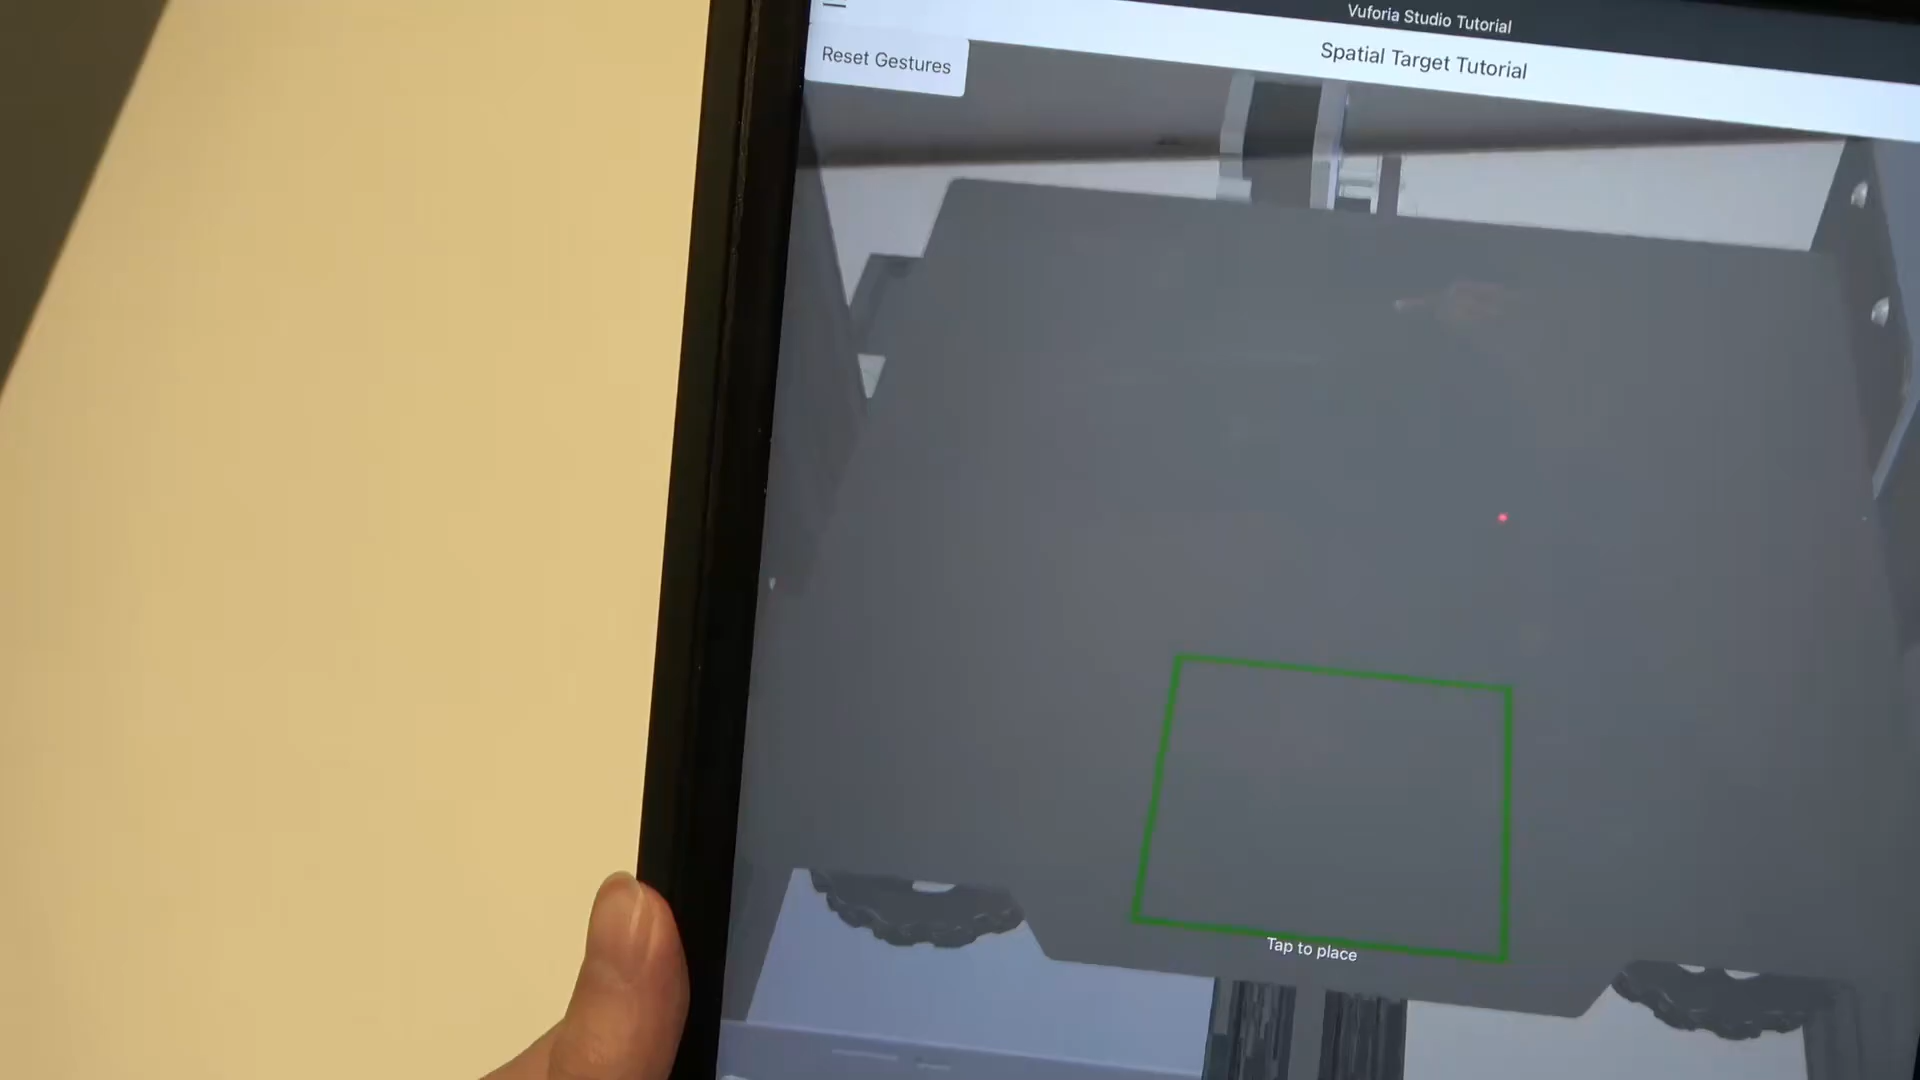 Vuforia Studio Tutorial
Spatial Target Tutorial
Reset Gestures
Tap to place